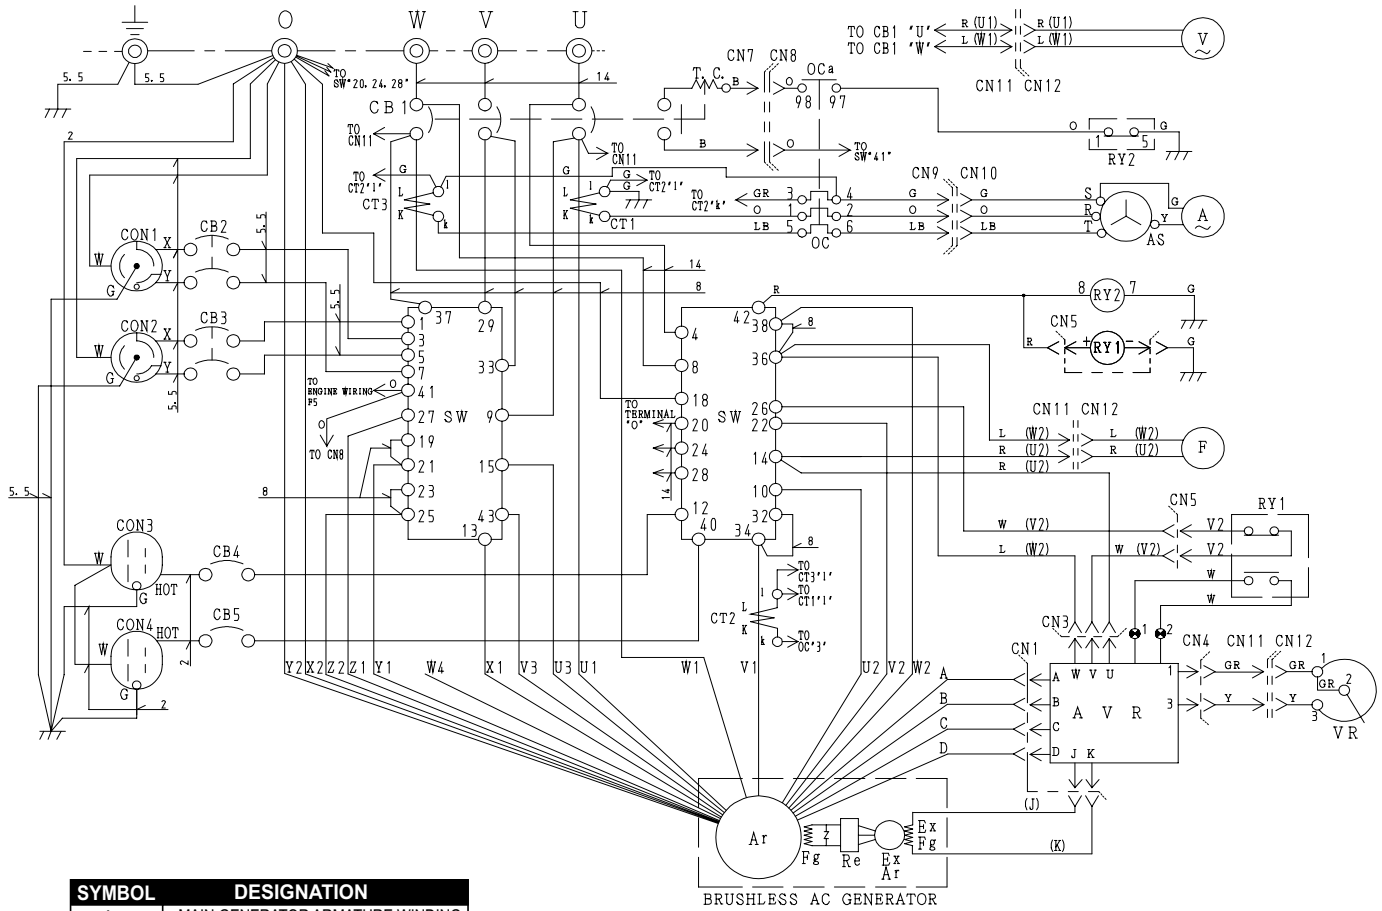 O W V U
TO CB1 'U' R (U1) R (U1) V
TO CB1 'W' L (W1) L (W1)
CN11 CN12
5.5 5.5
TO
SW"20.24.28"
14
CN7 CN8
T. C. B O OCa
98 97
CB1
2
TO
CN11
TO
CN11
B O TO
SW"41"
O 1 5 G
RY2
G
TO
CT2'l'
L l
CT3
K k
G
L l
K k
CT1
G TO
CT2'l'
G
TO
CT2'k'
GR 3 4 G CN9 CN10 G S G
O 1 2 O O R A
LB 5 6 LB LB T Y
OC AS
5.5
CON1 X CB2
W Y
G
14
8
5.5
CON2 X CB3
W Y
G
5.5
37 29
1
3
5
7
41
27
19
21
23
25
13
33
9
15
43
SW
TO
ENGINE WIRING
P5
O
O
TO CN8
8
42 R
38 8
36
4
8
18
20
24
28
12
40
34
26
22
14
10
32
8
SW
TO
TERMINAL
"O"
14
8 RY2 7 G
CN5
R + RY1 - G
CN11 CN12
L (W2) L (W2) F
R (U2) R (U2)
R (U2)
5.5
CON3
W
G HOT
CB4
CON4 HOT
W
G
CB5
2
2
CN5 RY1
W (V2) V2
L (W2) W (V2) V2
W
W
TO
CT3'l'
TO
CT1'l'
L l
CT2
K k
TO
OC'3'
CN3 1 2
CN1 CN4 CN11 CN12
Y2 X2 Z2 Z1 Y1 W4 X1 V3 U3 U1 W1 V1 U2 V2 W2
A A W V U 1 GR GR 1
B B GR 2
C C A V R 3 Y Y 3
D D J K VR
(J)
(K)
Ar
Fg Z Re Ex
Ar
Ex
Fg
BRUSHLESS AC GENERATOR
SYMBOL DESIGNATION
MAIN GENERATOR ARMATURE WINDING